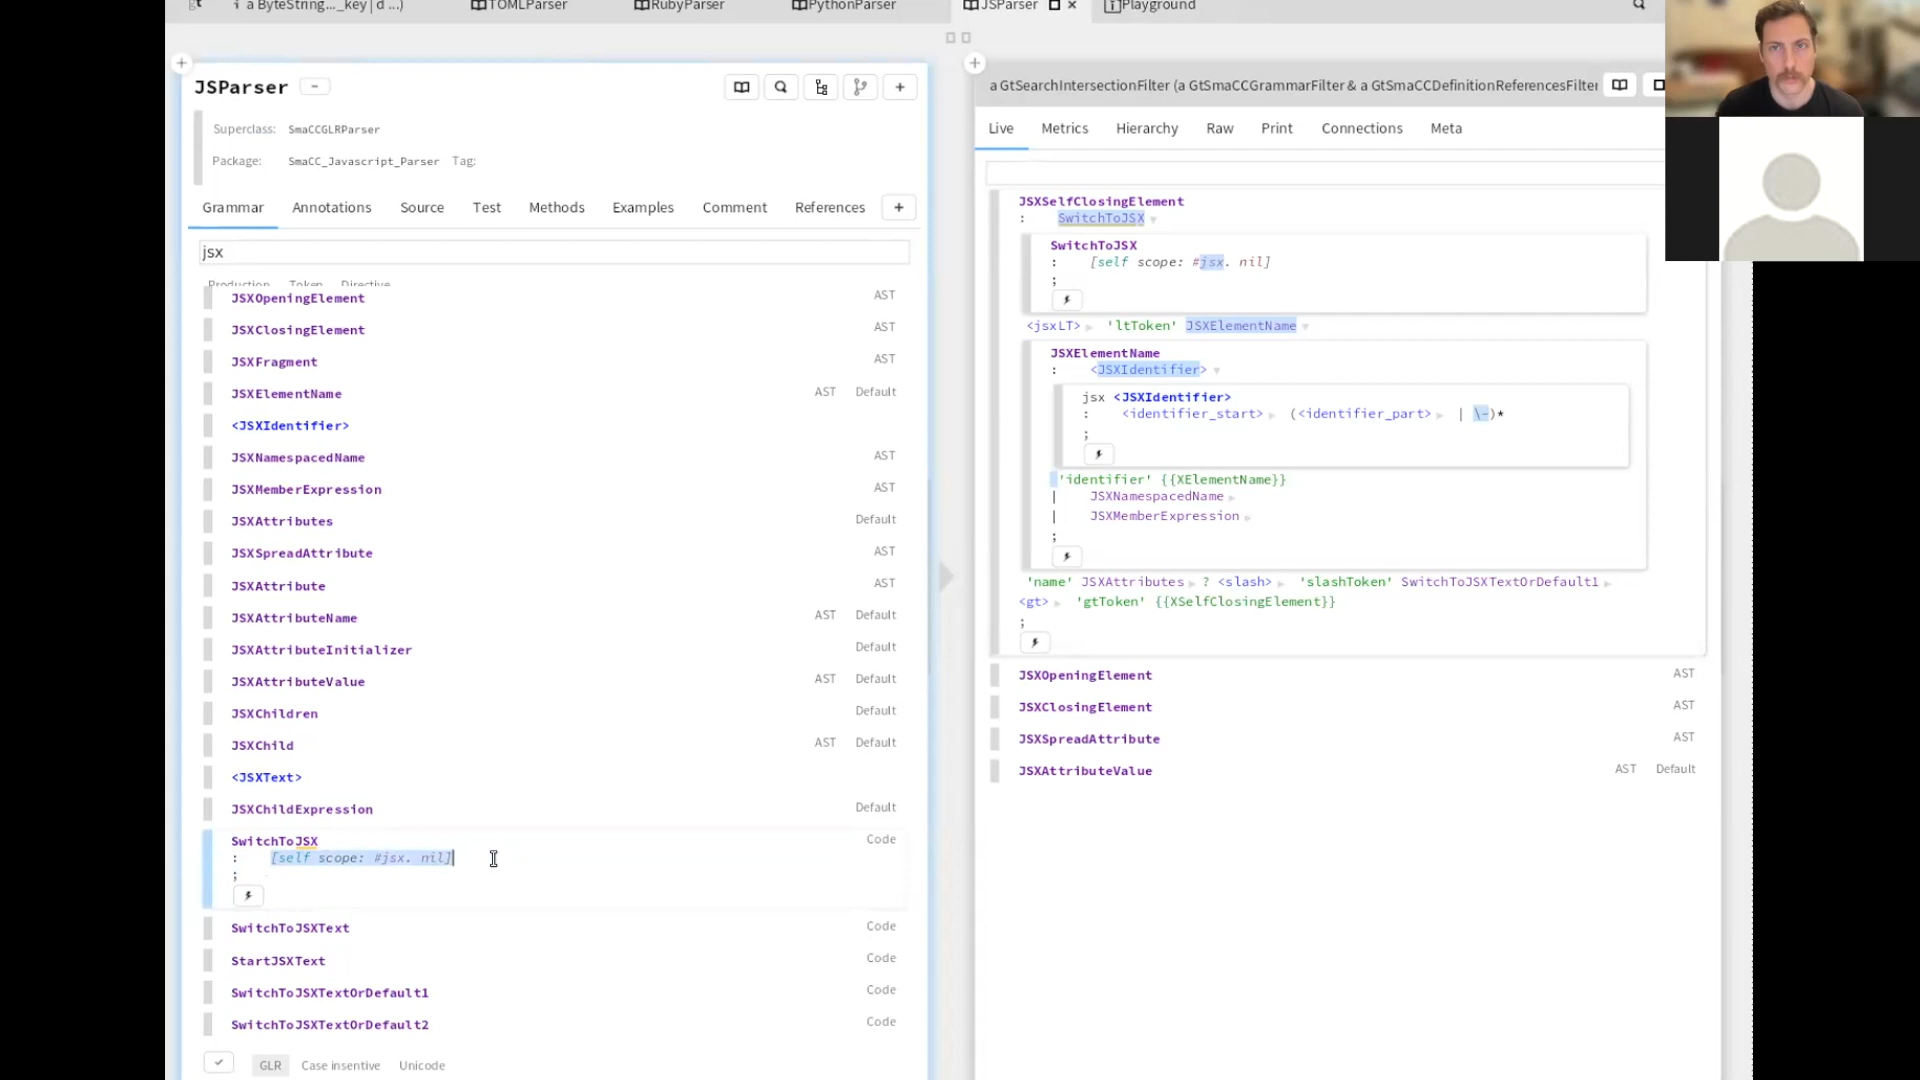 gt
i a ByteString..._key | d ...)
TOMLParser
RubyParser
PythonParser
JSParser
Playground
JSParser
Superclass: SmaCCGLRParser
Package: SmaCC_Javascript_Parser Tag:
Grammar Annotations Source Test Methods Examples Comment References +
jsx
Production Token Directive
JSXOpeningElement AST
JSXClosingElement AST
JSXFragment AST
JSXElementName AST Default
<JSXIdentifier>
JSXNamespacedName AST
JSXMemberExpression AST
JSXAttributes Default
JSXSpreadAttribute AST
JSXAttribute AST
JSXAttributeName AST Default
JSXAttributeInitializer Default
JSXAttributeValue AST Default
JSXChildren Default
JSXChild AST Default
<JSXText>
JSXChildExpression Default
SwitchToJSX Code
: [self scope: #jsx. nil]
;
SwitchToJSXText Code
StartJSXText Code
SwitchToJSXTextOrDefault1 Code
SwitchToJSXTextOrDefault2 Code
GLR Case insentive Unicode
a GtSearchIntersectionFilter (a GtSmaCCGrammarFilter & a GtSmaCCDefinitionReferencesFilter
Live Metrics Hierarchy Raw Print Connections Meta
JSXSelfClosingElement
: SwitchToJSX
SwitchToJSX
: [self scope: #jsx. nil]
;
<jsxLT> 'ltToken' JSXElementName
JSXElementName
: <JSXIdentifier>
jsx <JSXIdentifier>
: <identifier_start> (<identifier_part> | \-)*
;
'identifier' {{XElementName}}
| JSXNamespacedName
| JSXMemberExpression
;
'name' JSXAttributes ? <slash> 'slashToken' SwitchToJSXTextOrDefault1
<gt> 'gtToken' {{XSelfClosingElement}}
;
JSXOpeningElement AST
JSXClosingElement AST
JSXSpreadAttribute AST
JSXAttributeValue AST Default